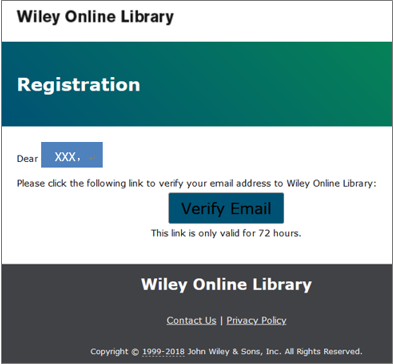 Wiley Online Library
Registration
Dear XXX,
Please click the following link to verify your email address to Wiley Online Library:
Verify Email
This link is only valid for 72 hours.
Wiley Online Library
Contact Us | Privacy Policy
Copyright © 1999-2018 John Wiley & Sons, Inc. All Rights Reserved.